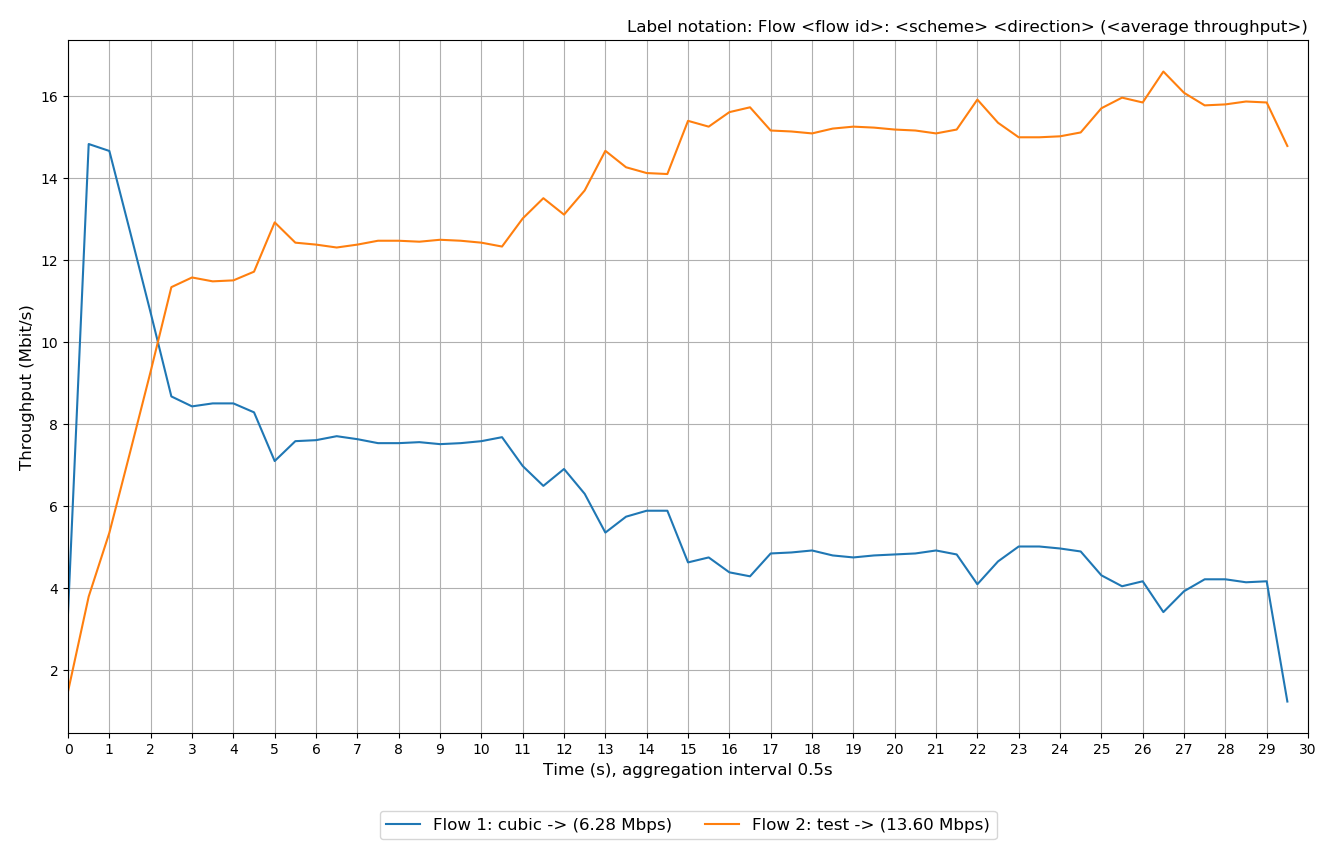 Label notation: Flow <flow id>: <scheme> <direction> (<average throughput>)
16
14
12
10
8
6
4
2
Throughput (Mbit/s)
0 1 2 3 4 5 6 7 8 9 10 11 12 13 14 15 16 17 18 19 20 21 22 23 24 25 26 27 28 29 30
Time (s), aggregation interval 0.5s
Flow 1: cubic -> (6.28 Mbps) Flow 2: test -> (13.60 Mbps)